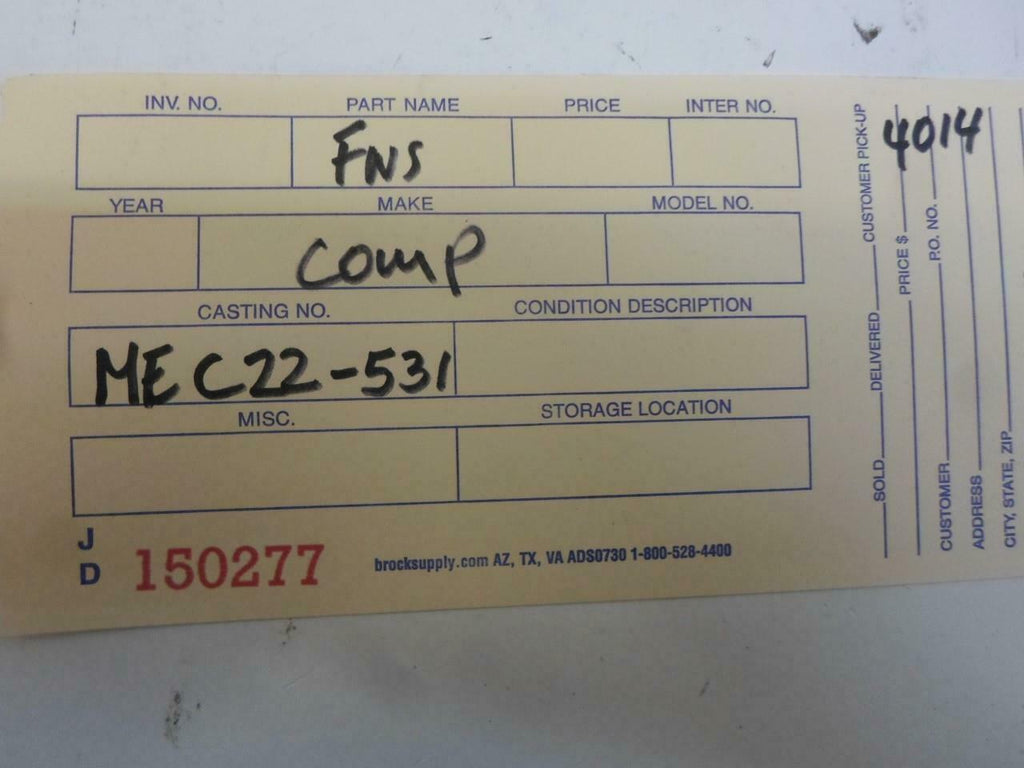 INV. NO. PART NAME PRICE INTER NO.
FNS
YEAR MAKE MODEL NO.
COMP
CASTING NO. CONDITION DESCRIPTION
MEC22-531
MISC. STORAGE LOCATION
J
D
150277
brocksupply.com AZ, TX, VA ADS0730 1-800-528-4400
SOLD DELIVERED CUSTOMER PICK-UP
4014
PRICE $
CUSTOMER P.O. NO.
ADDRESS
CITY, STATE, ZIP